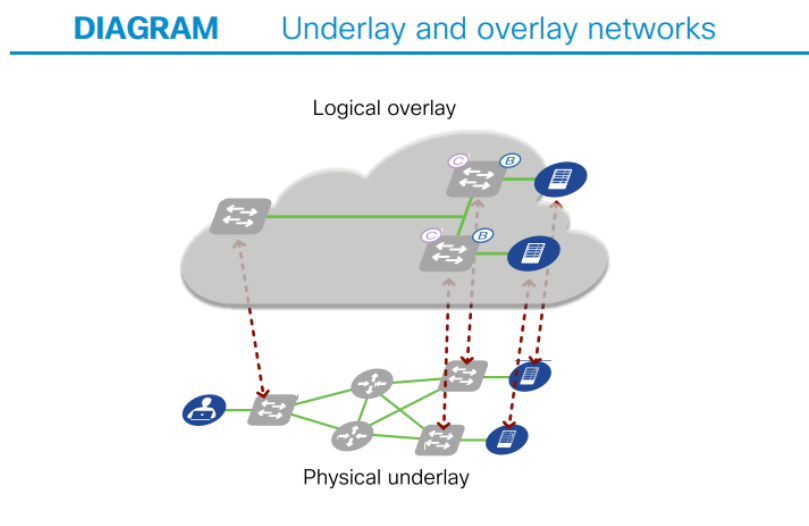 DIAGRAM Underlay and overlay networks
Logical overlay
C B
C B
Physical underlay